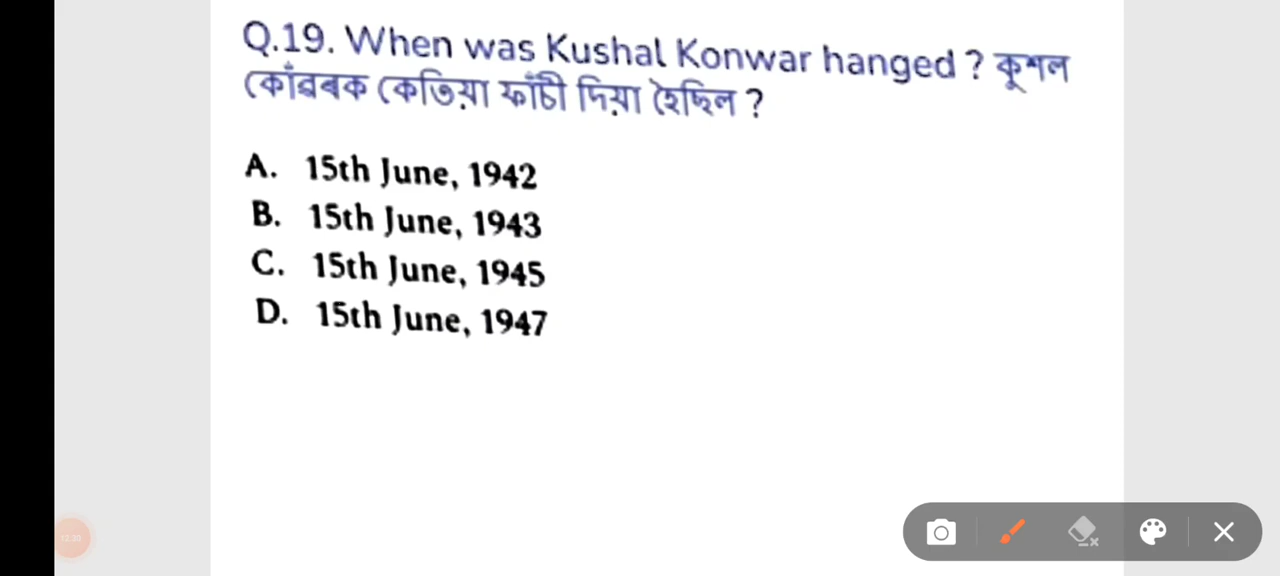 Q.19. When was Kushal Konwar hanged ? কুশল
কোঁৱৰক কেতিয়া ফাঁচী দিয়া হৈছিল ?
A. 15th June, 1942
B. 15th June, 1943
C. 15th June, 1945
D. 15th June, 1947